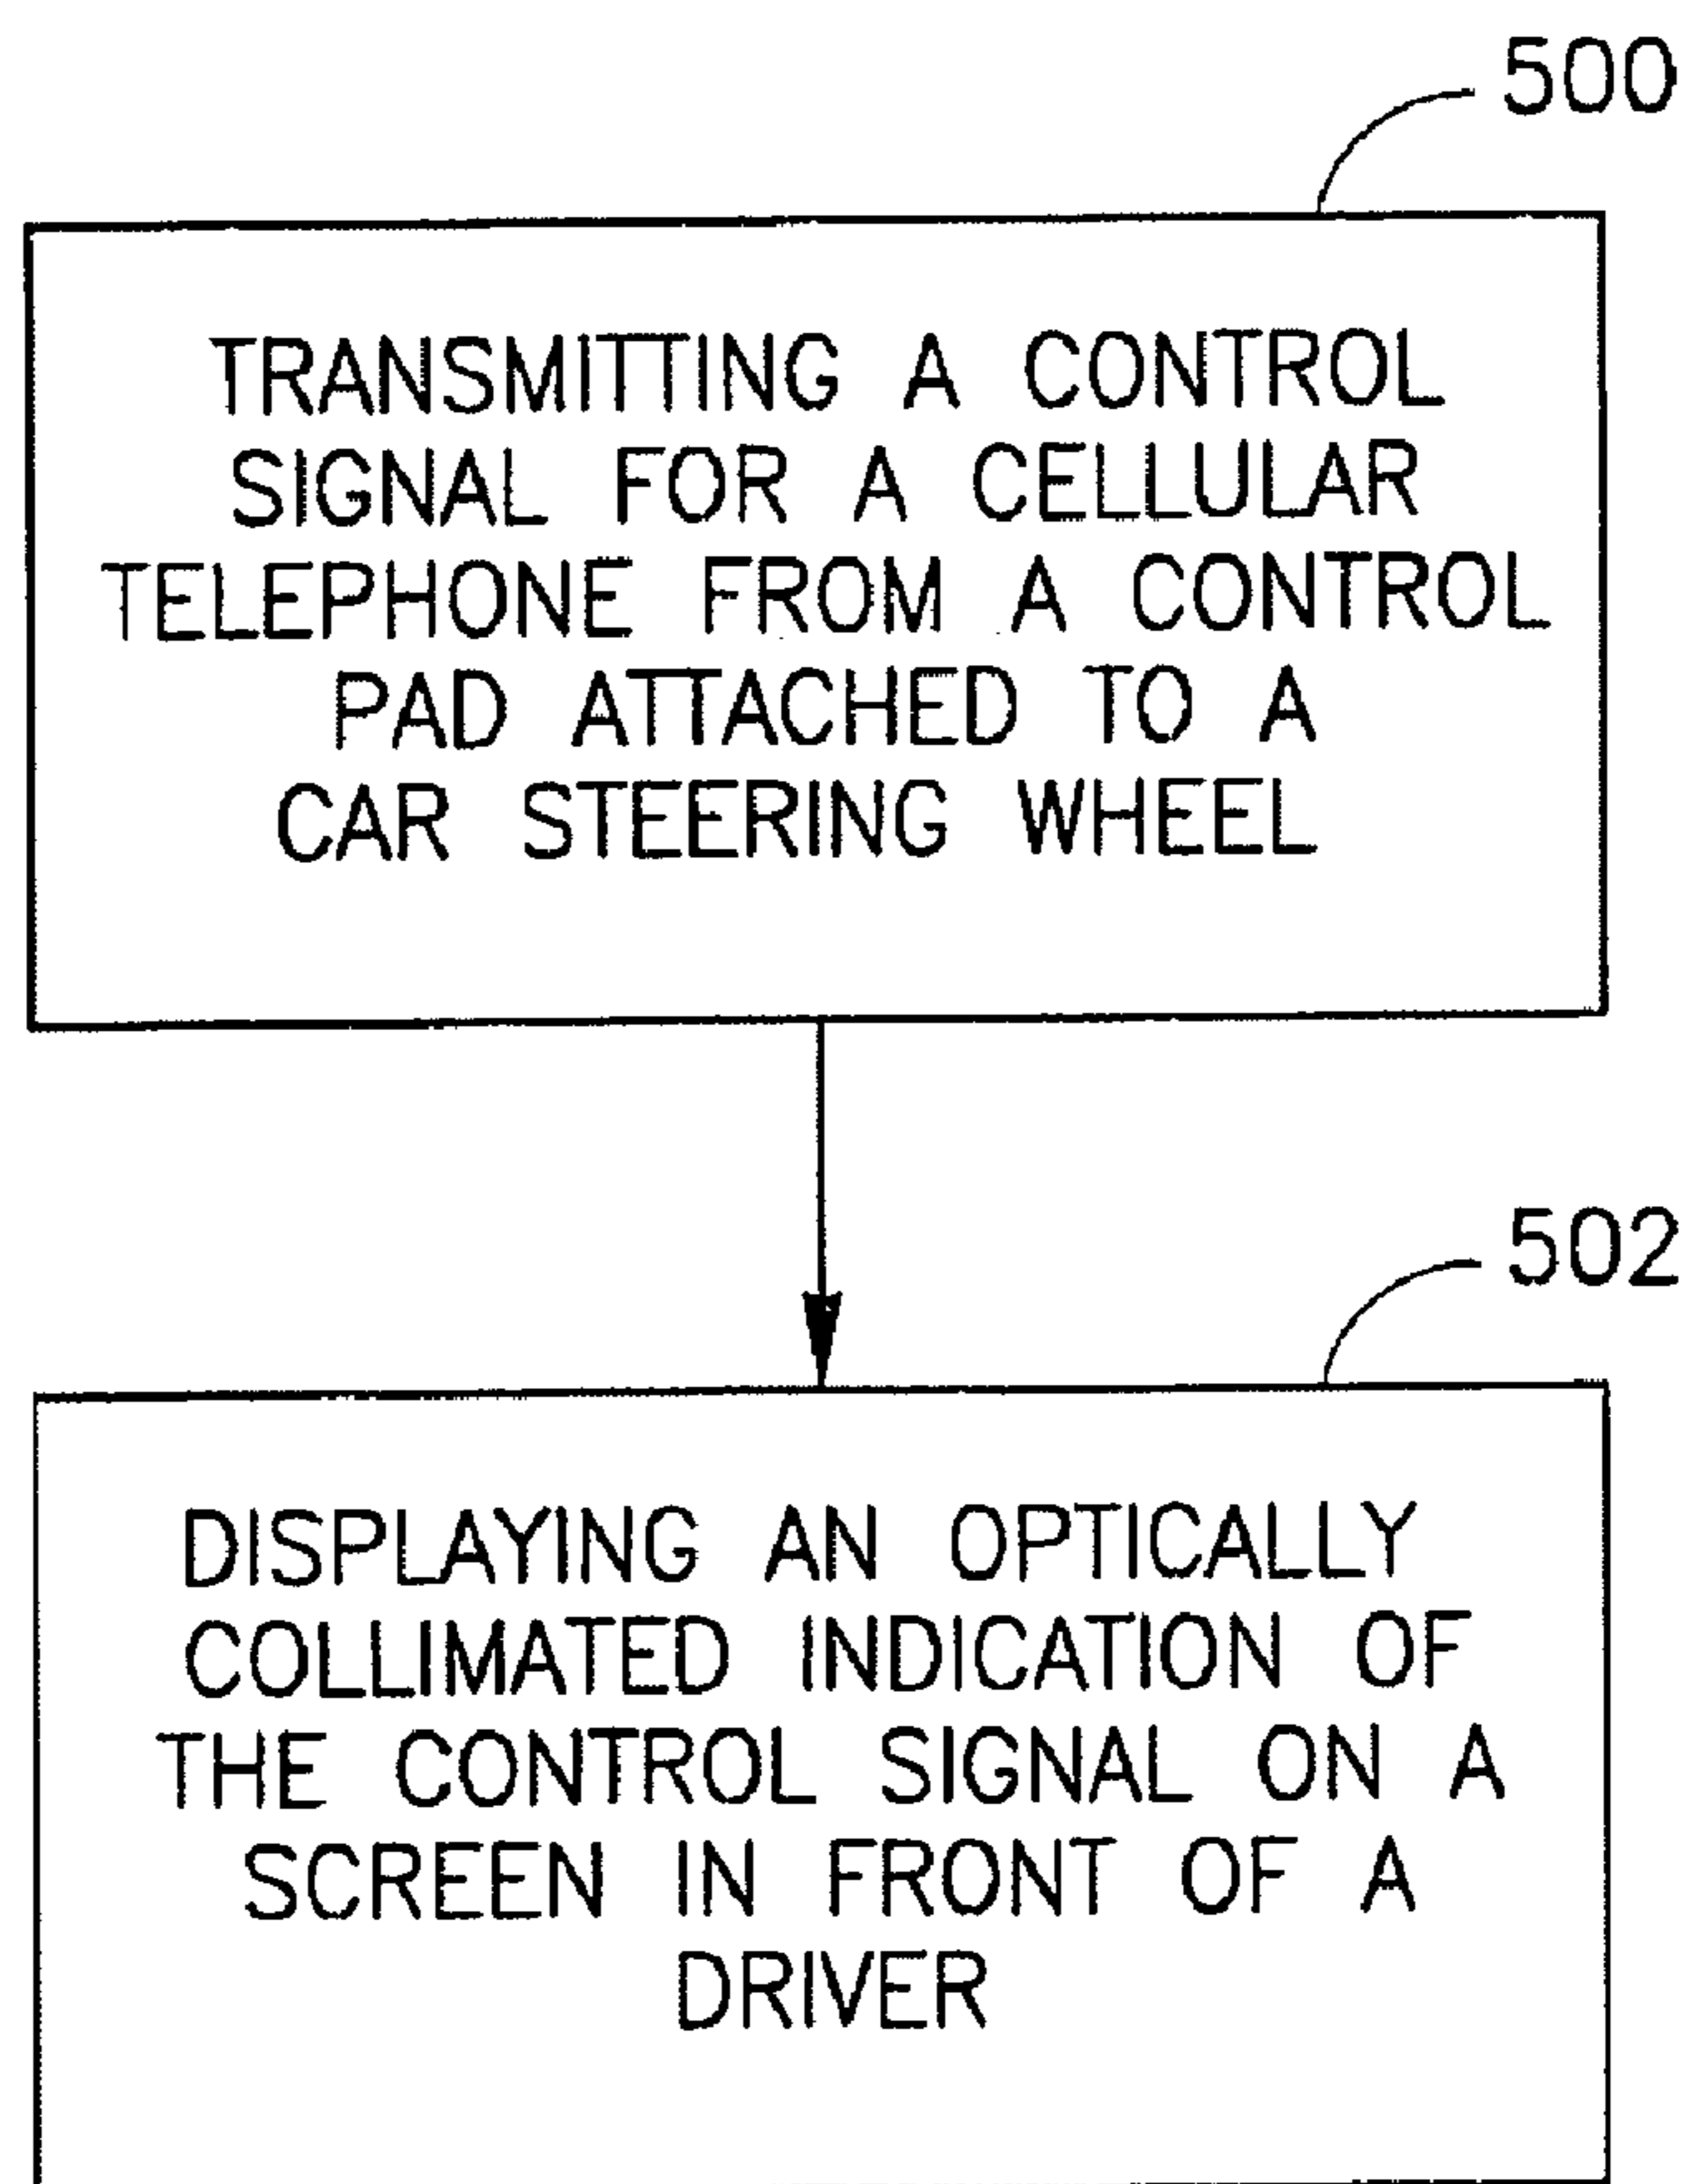 500
TRANSMITTING A CONTROL
SIGNAL FOR A CELLULAR
TELEPHONE FROM A CONTROL
PAD ATTACHED TO A
CAR STEERING WHEEL
502
DISPLAYING AN OPTICALLY
COLLIMATED INDICATION OF
THE CONTROL SIGNAL ON A
SCREEN IN FRONT OF A
DRIVER